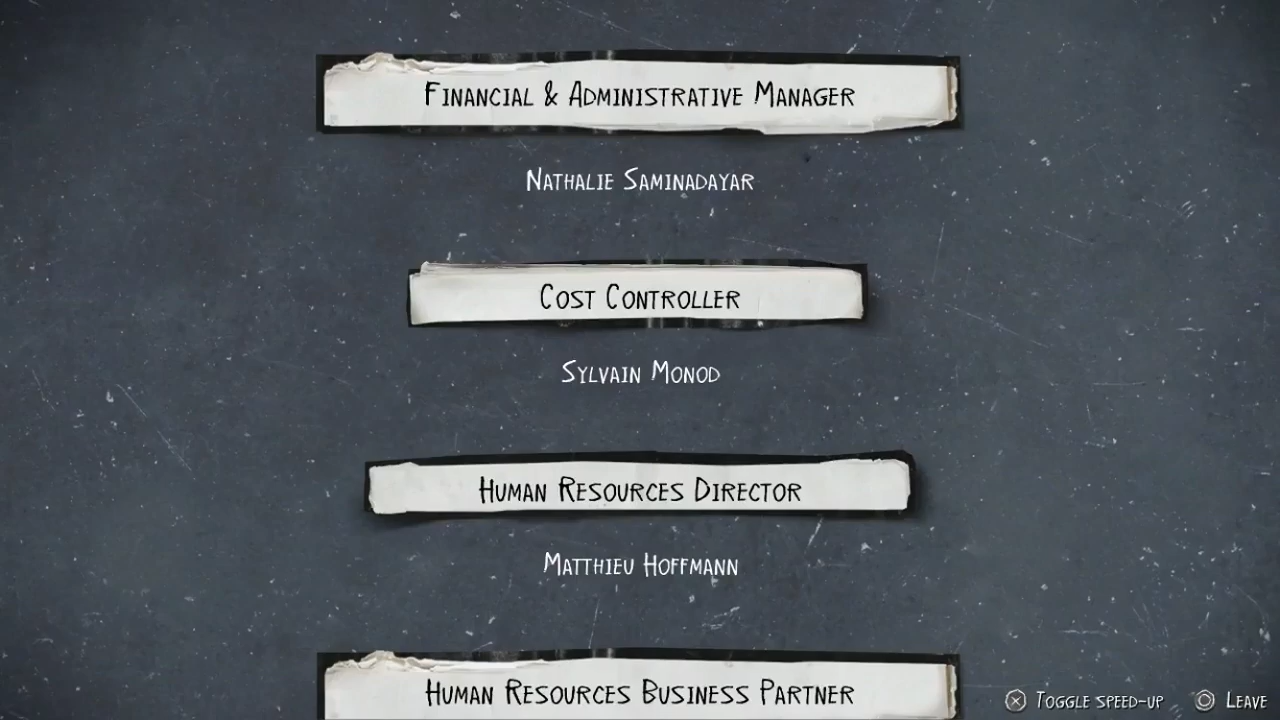 Financial & Administrative Manager
Nathalie Saminadayar
Cost Controller
Sylvain Monod
Human Resources Director
Matthieu Hoffmann
Human Resources Business Partner
Toggle speed-up
Leave